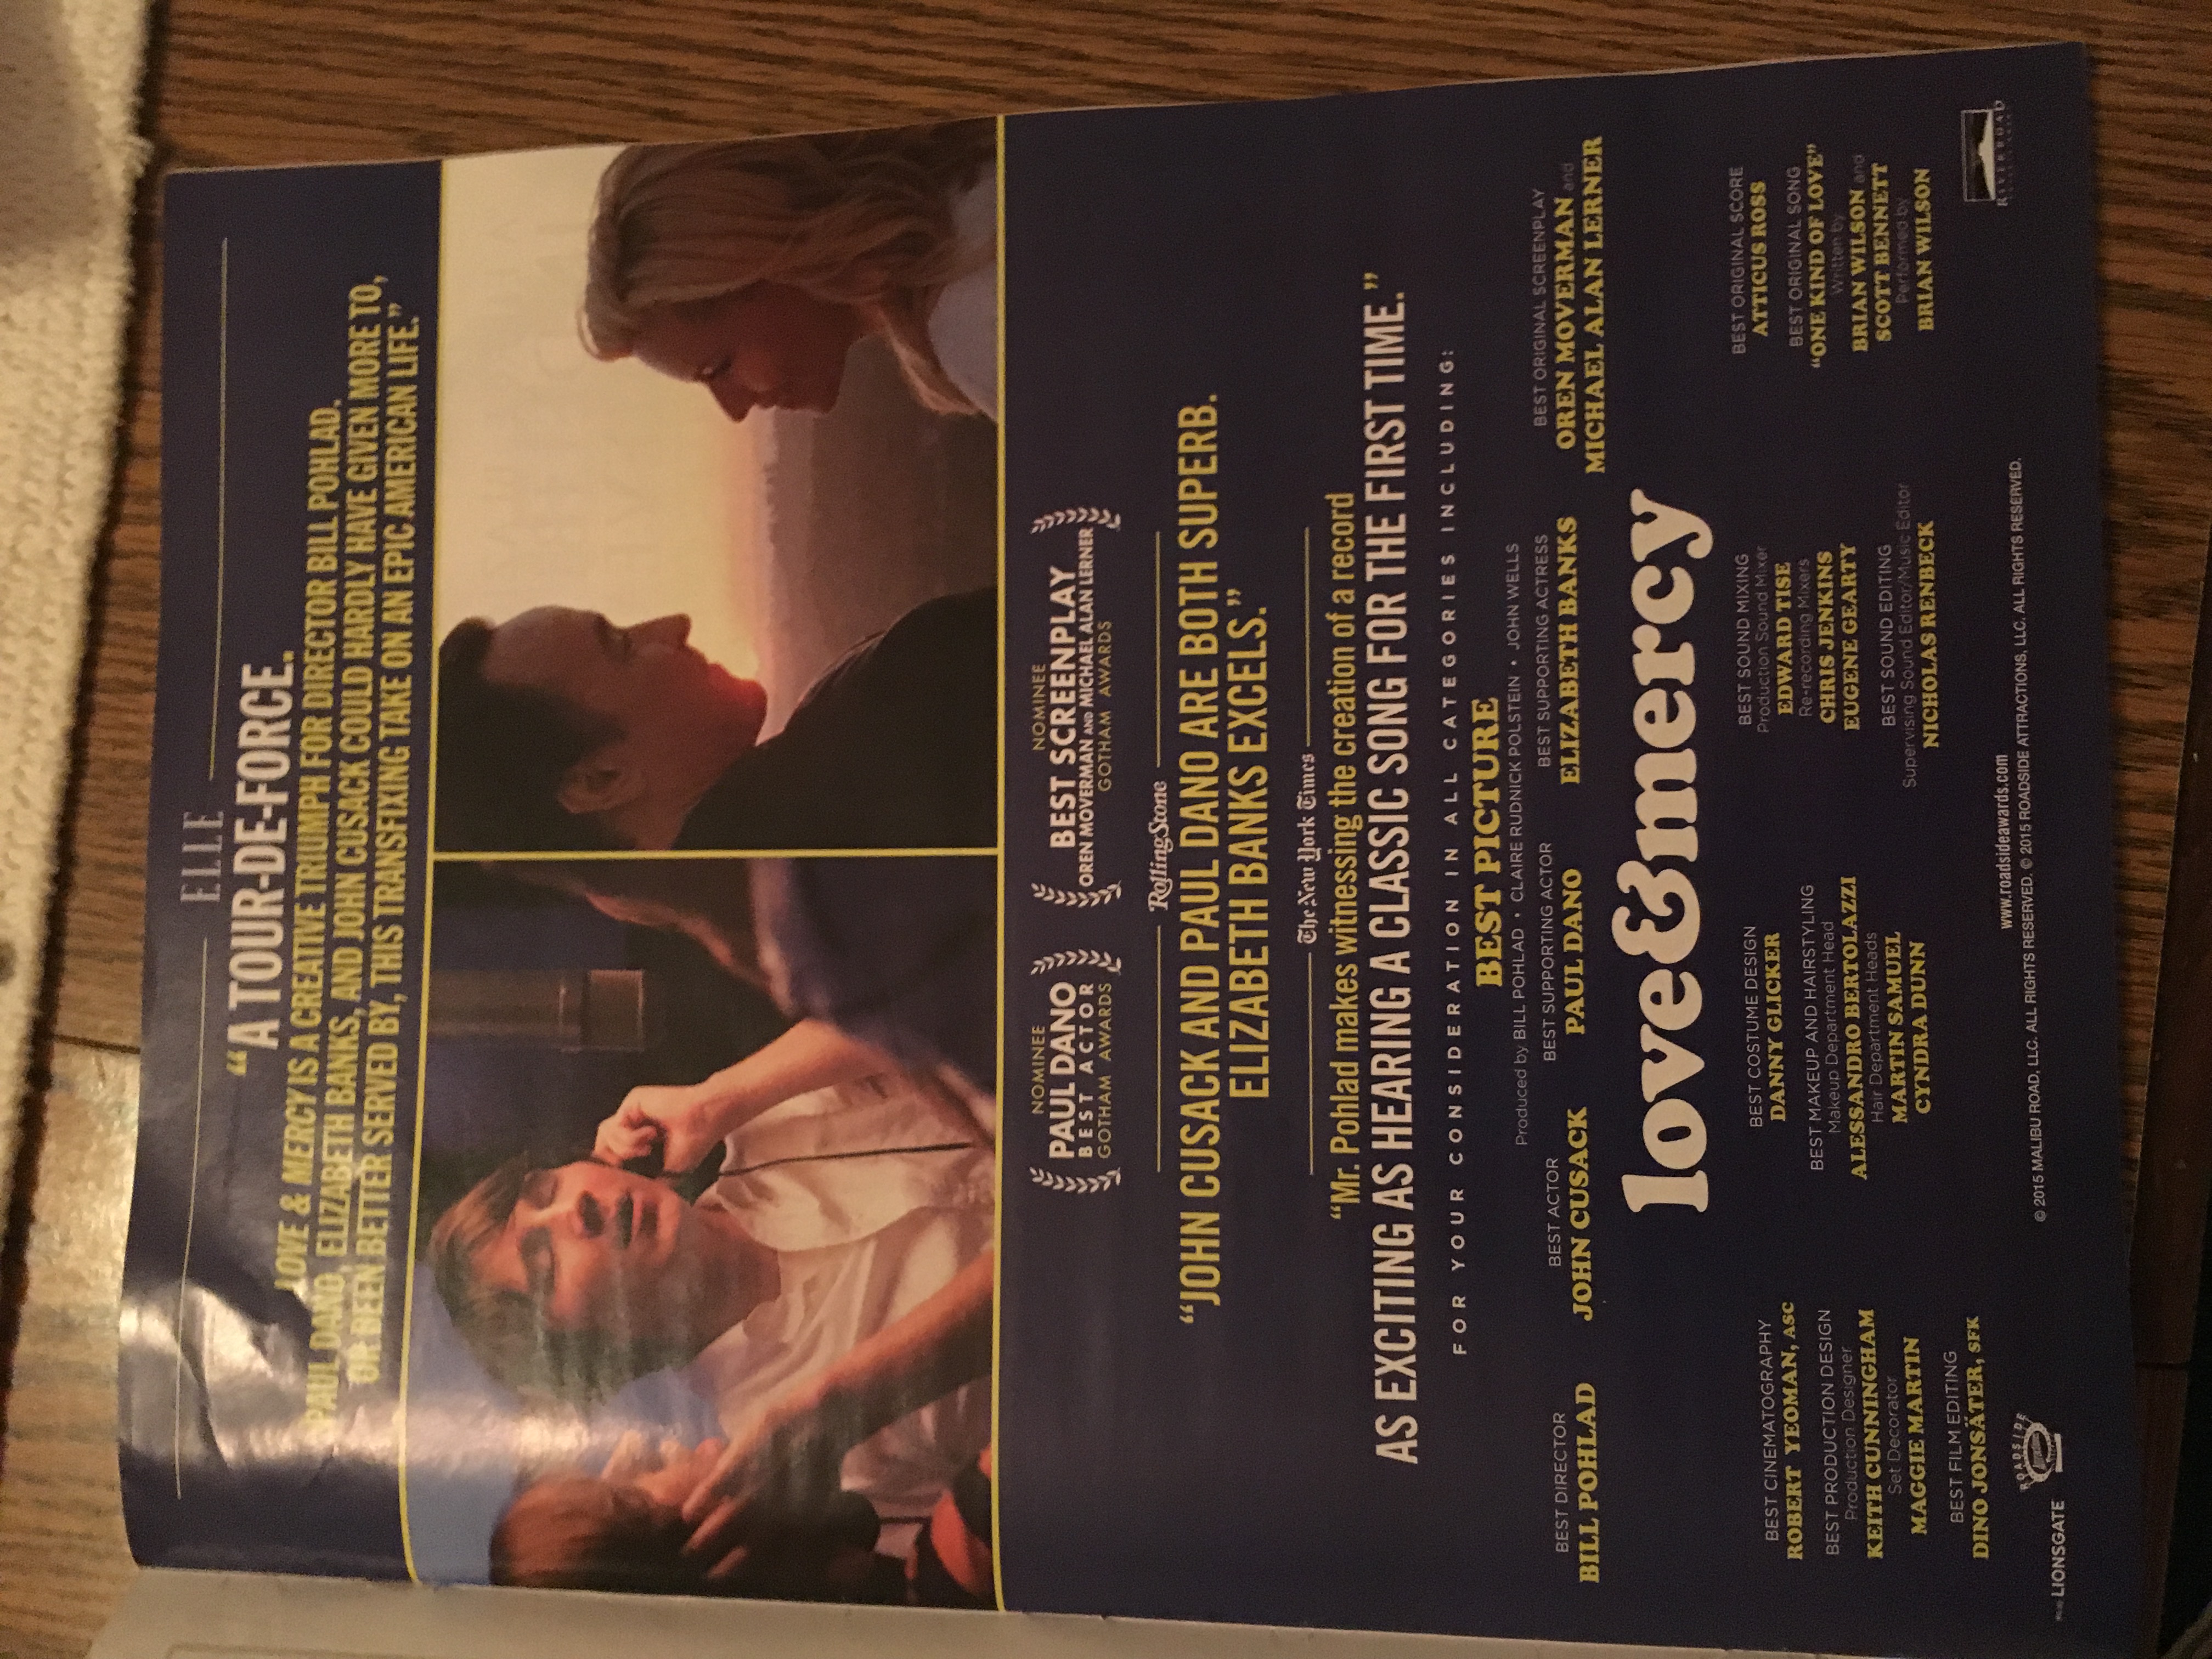 ELLE
“A TOUR-DE-FORCE.
LOVE & MERCY IS A CREATIVE TRIUMPH FOR DIRECTOR BILL POHLAD.
PAUL DANO, ELIZABETH BANKS, AND JOHN CUSACK COULD HARDLY HAVE GIVEN MORE TO,
OR BEEN BETTER SERVED BY, THIS TRANSFIXING TAKE ON AN EPIC AMERICAN LIFE.”
NOMINEE
PAUL DANO
BEST ACTOR
GOTHAM AWARDS
NOMINEE
BEST SCREENPLAY
OREN MOVERMAN AND MICHAEL ALAN LERNER
GOTHAM AWARDS
RollingStone
“JOHN CUSACK AND PAUL DANO ARE BOTH SUPERB.
ELIZABETH BANKS EXCELS.”
The New York Times
“Mr. Pohlad makes witnessing the creation of a record
AS EXCITING AS HEARING A CLASSIC SONG FOR THE FIRST TIME.”
FOR YOUR CONSIDERATION IN ALL CATEGORIES INCLUDING:
BEST PICTURE
Produced by BILL POHLAD • CLAIRE RUDNICK POLSTEIN • JOHN WELLS
BEST DIRECTOR
BILL POHLAD
BEST ACTOR
JOHN CUSACK
BEST SUPPORTING ACTOR
PAUL DANO
BEST SUPPORTING ACTRESS
ELIZABETH BANKS
BEST ORIGINAL SCREENPLAY
OREN MOVERMAN and
MICHAEL ALAN LERNER
love&mercy
BEST CINEMATOGRAPHY
ROBERT YEOMAN, ASC
BEST PRODUCTION DESIGN
Production Designer
KEITH CUNNINGHAM
Set Decorator
MAGGIE MARTIN
BEST FILM EDITING
DINO JONSÄTER, SFK
BEST COSTUME DESIGN
DANNY GLICKER
BEST MAKEUP AND HAIRSTYLING
Makeup Department Head
ALESSANDRO BERTOLAZZI
Hair Department Heads
MARTIN SAMUEL
CYNDRA DUNN
BEST SOUND MIXING
Production Sound Mixer
EDWARD TISE
Re-recording Mixers
CHRIS JENKINS
EUGENE GEARTY
BEST SOUND EDITING
Supervising Sound Editor/Music Editor
NICHOLAS RENBECK
BEST ORIGINAL SCORE
ATTICUS ROSS
BEST ORIGINAL SONG
“ONE KIND OF LOVE”
Written by
BRIAN WILSON and
SCOTT BENNETT
Performed by
BRIAN WILSON
www.roadsideawards.com
© 2015 MALIBU ROAD, LLC. ALL RIGHTS RESERVED. © 2015 ROADSIDE ATTRACTIONS, LLC. ALL RIGHTS RESERVED.
LIONSGATE
ROADSIDE
Attractions
RIVER ROAD